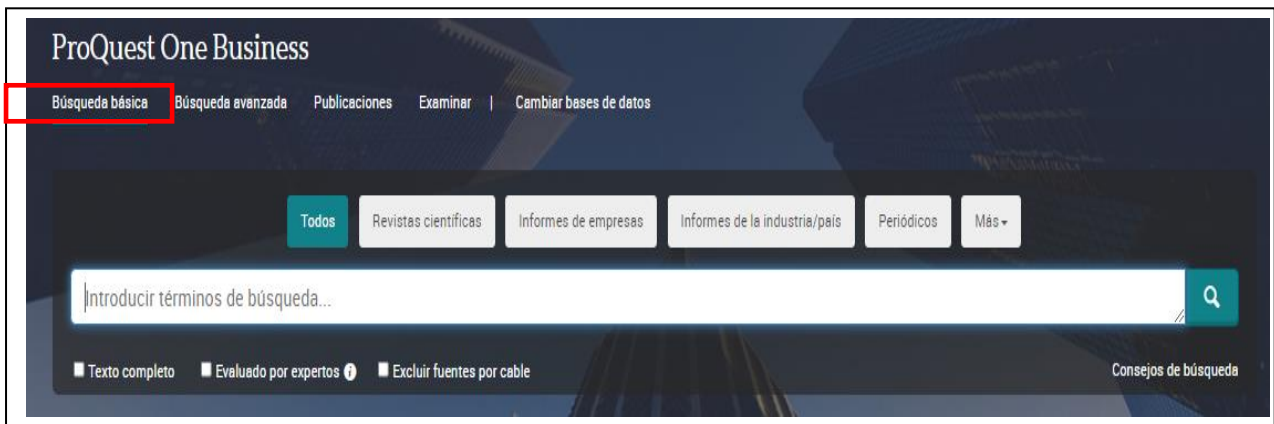 ProQuest One Business
Búsqueda básica Búsqueda avanzada Publicaciones Examinar | Cambiar bases de datos
Todos Revistas científicas Informes de empresas Informes de la industria/país Periódicos Más
Introducir términos de búsqueda...
Texto completo Evaluado por expertos i Excluir fuentes por cable Consejos de búsqueda